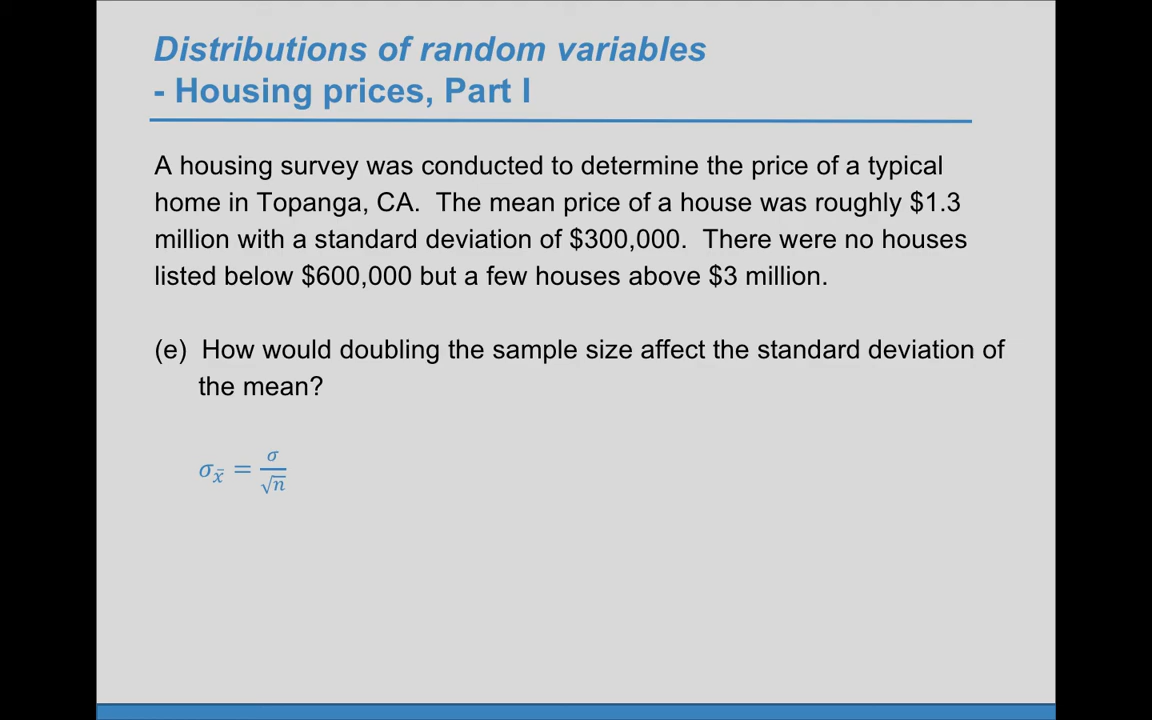 Distributions of random variables
- Housing prices, Part I
A housing survey was conducted to determine the price of a typical
home in Topanga, CA.  The mean price of a house was roughly $1.3
million with a standard deviation of $300,000.  There were no houses
listed below $600,000 but a few houses above $3 million.
(e)  How would doubling the sample size affect the standard deviation of
the mean?
σ_x̄ = σ/√n